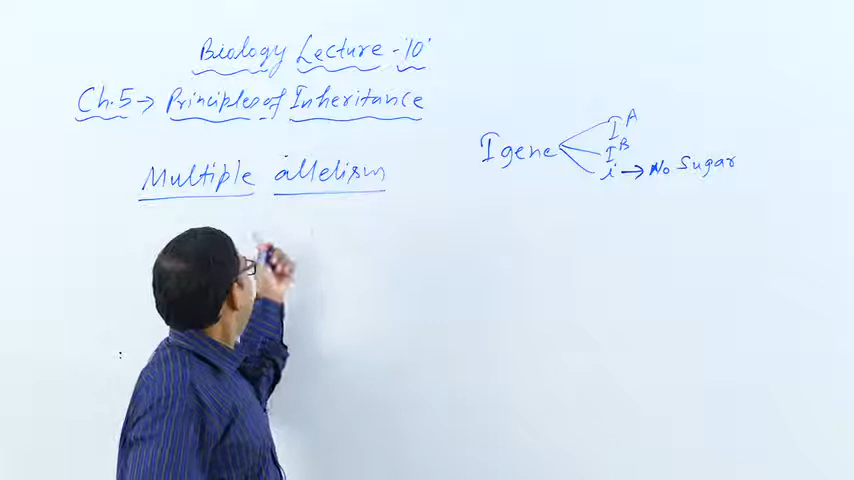 Biology Lecture - '10'
Ch.5 → Principles of Inheritance
Multiple allelism
I gene
I^A
I^B
i → No Sugar